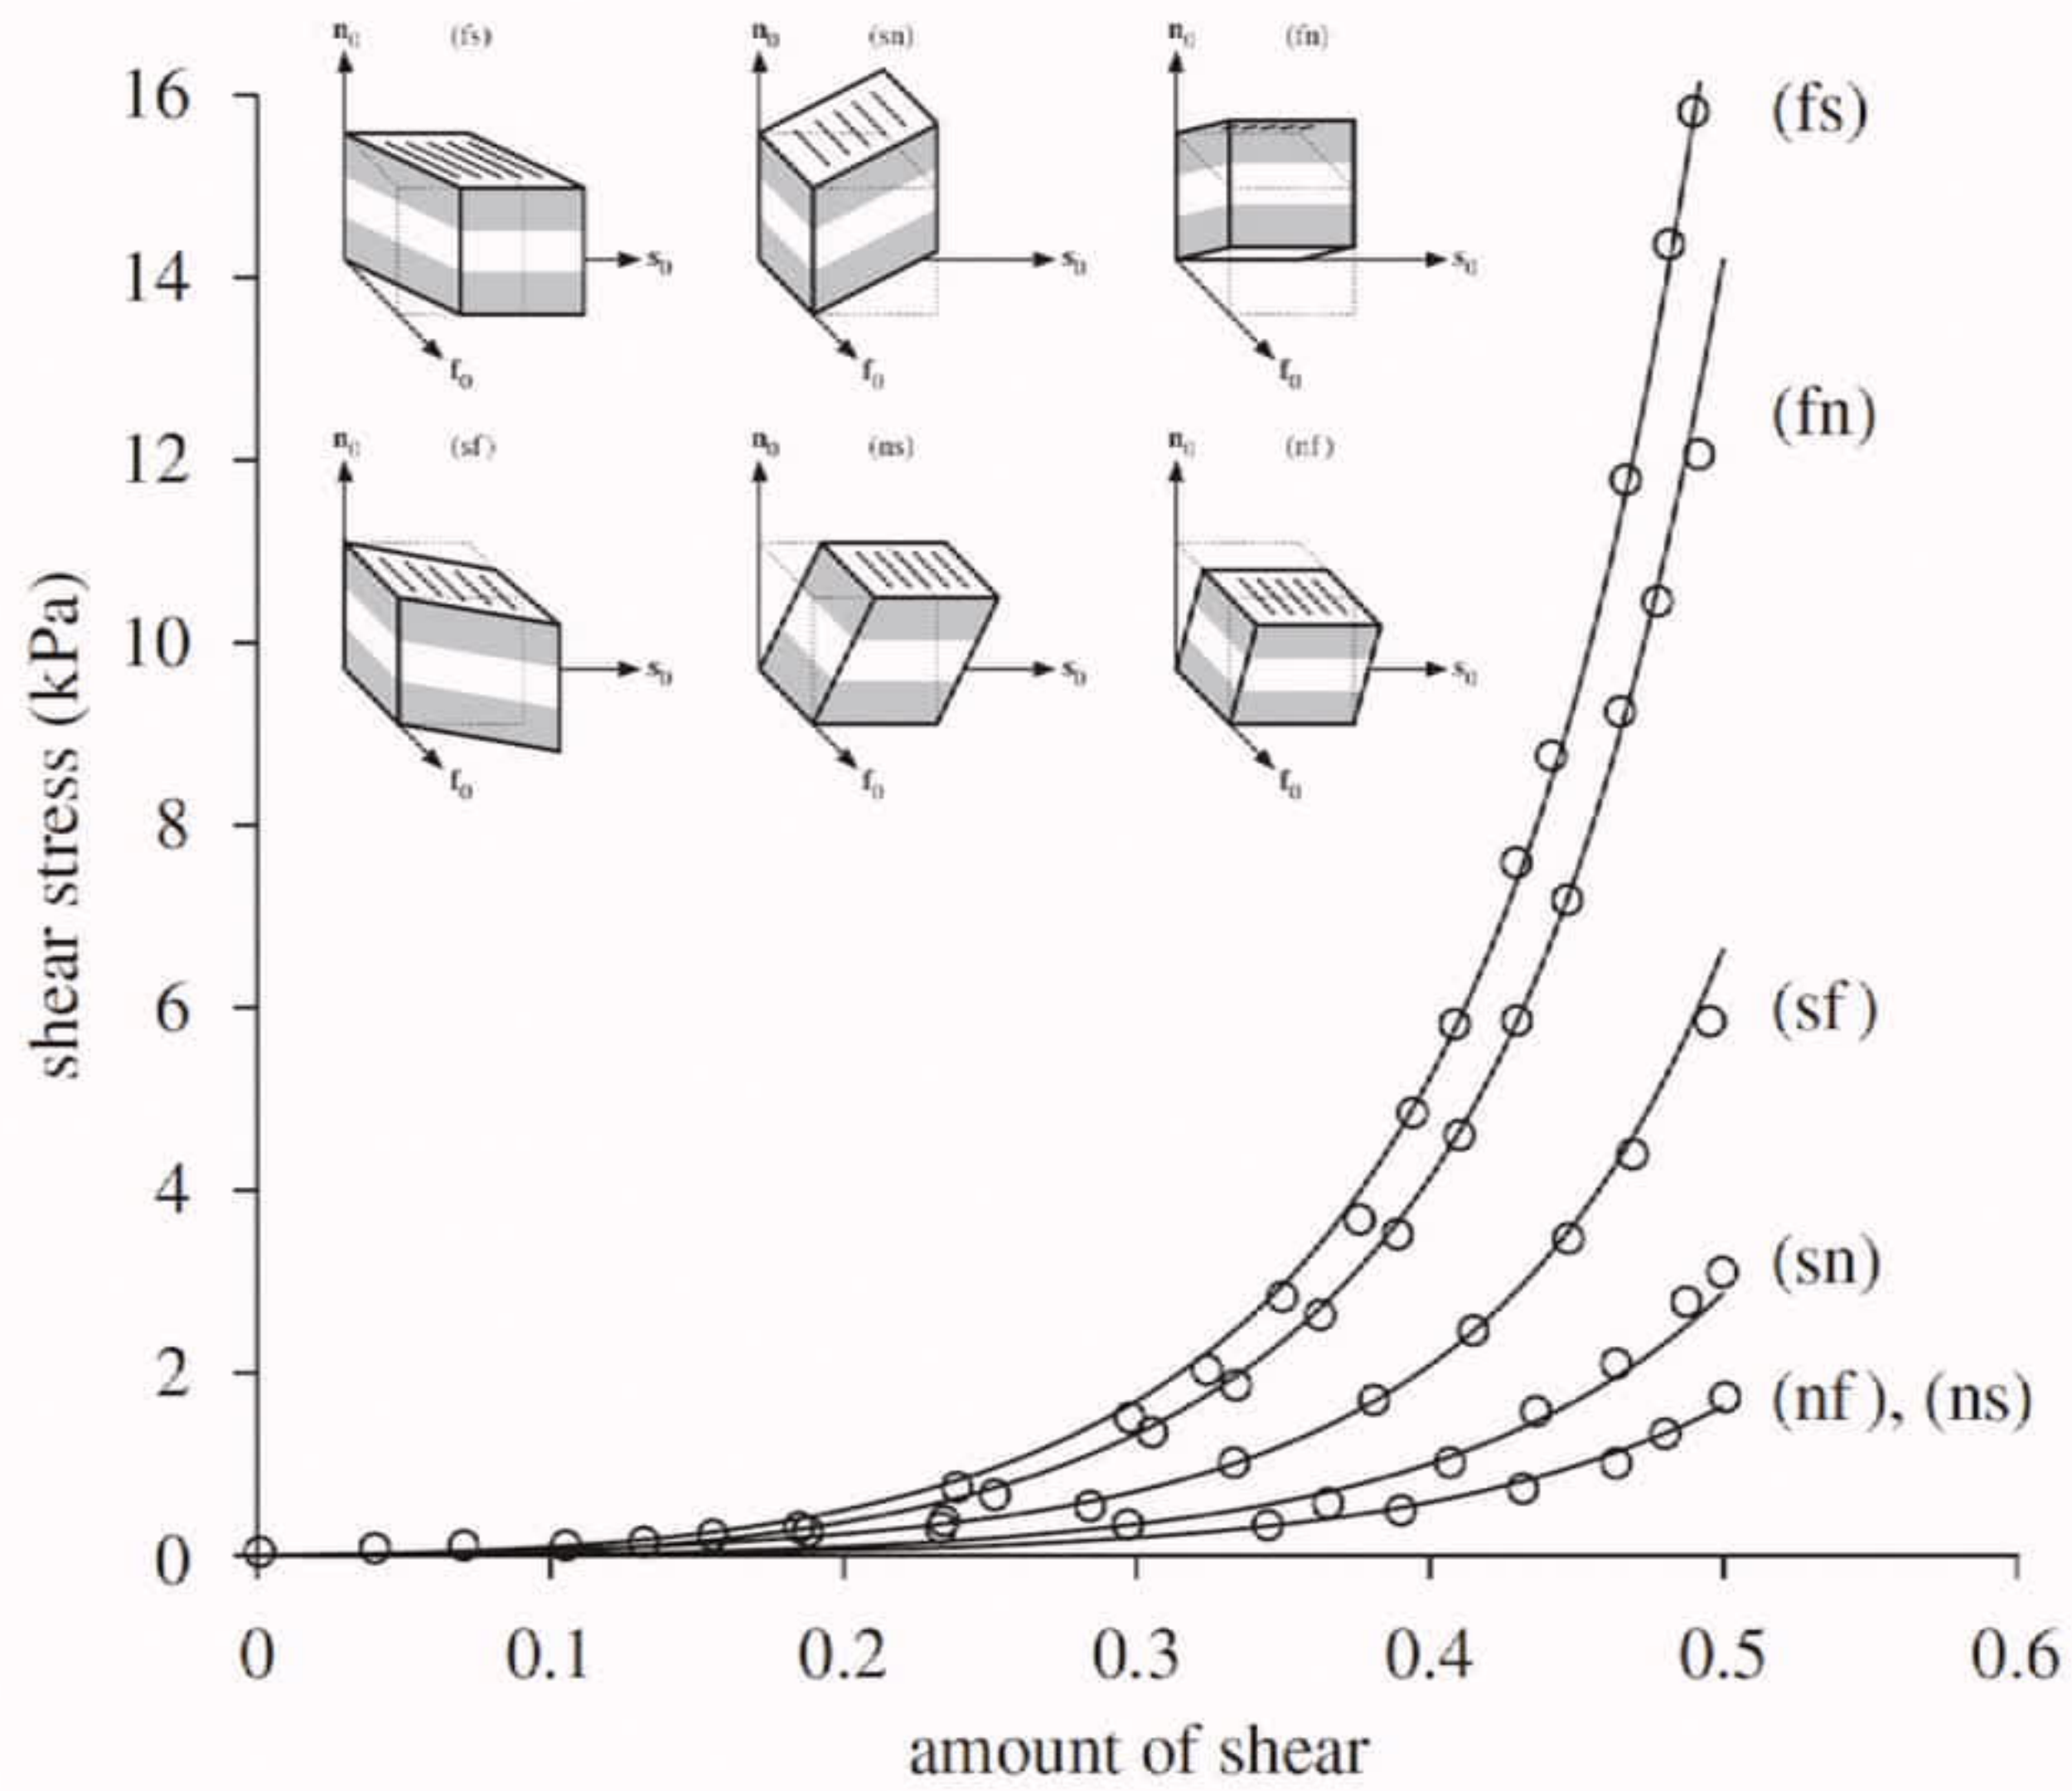 n₀ (fs) n₀ (sn) n₀ (fn)
s₀ s₀ s₀
f₀ f₀ f₀
n₀ (sf) n₀ (ns) n₀ (nf)
s₀ s₀ s₀
f₀ f₀ f₀
shear stress (kPa)
16
14
12
10
8
6
4
2
0
(fs)
(fn)
(sf)
(sn)
(nf), (ns)
0 0.1 0.2 0.3 0.4 0.5 0.6
amount of shear